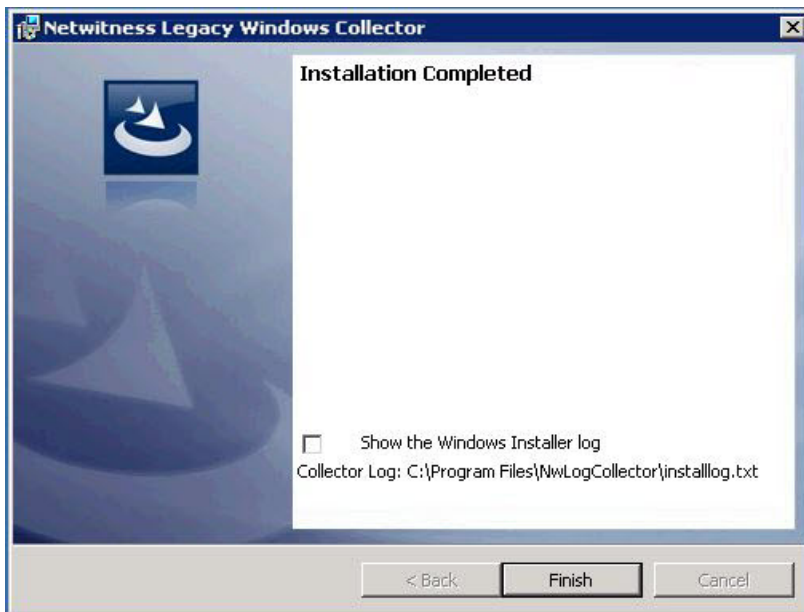 Netwitness Legacy Windows Collector
Installation Completed
Show the Windows Installer log
Collector Log: C:\Program Files\NwLogCollector\installlog.txt
< Back
Finish
Cancel